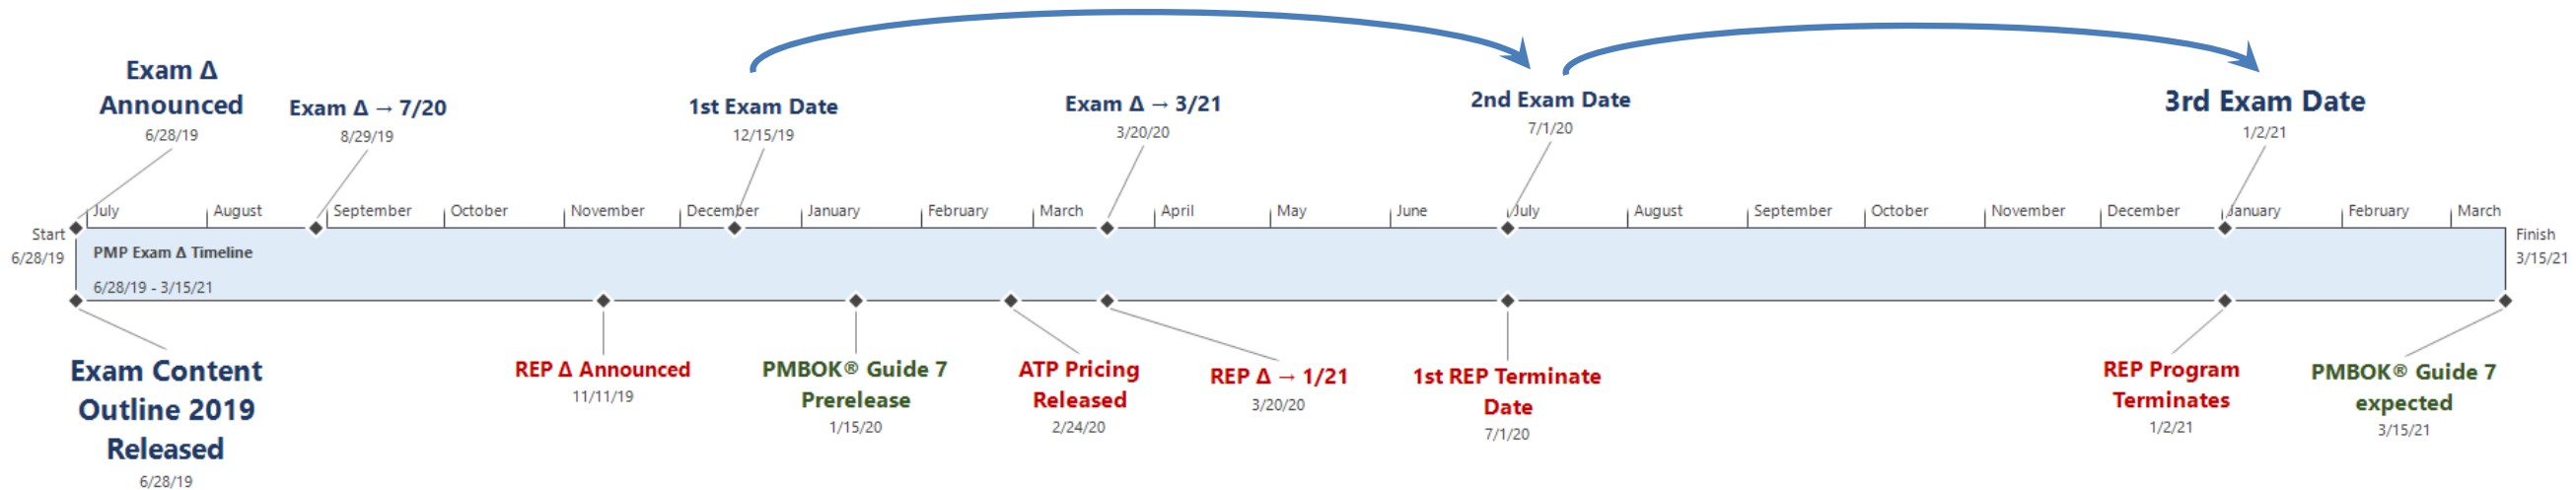 Exam Δ
Announced
6/28/19
Exam Δ → 7/20
8/29/19
1st Exam Date
12/15/19
Exam Δ → 3/21
3/20/20
2nd Exam Date
7/1/20
3rd Exam Date
1/2/21
July
August
September
October
November
December
January
February
March
April
May
June
July
August
September
October
November
December
January
February
March
Start
6/28/19
PMP Exam Δ Timeline
6/28/19 - 3/15/21
Finish
3/15/21
Exam Content
Outline 2019
Released
6/28/19
REP Δ Announced
11/11/19
PMBOK® Guide 7
Prerelease
1/15/20
ATP Pricing
Released
2/24/20
REP Δ → 1/21
3/20/20
1st REP Terminate
Date
7/1/20
REP Program
Terminates
1/2/21
PMBOK® Guide 7
expected
3/15/21